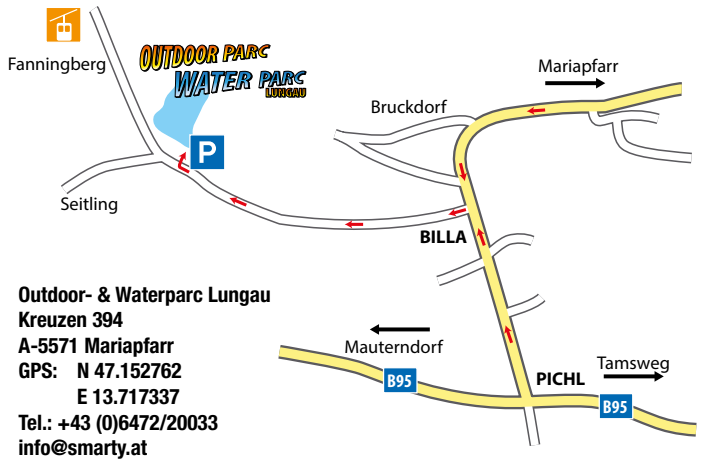 Fanningberg
OUTDOOR PARC
WATER PARC
LUNGAU
Mariapfarr
Bruckdorf
P
Seitling
BILLA
Outdoor- & Waterparc Lungau
Kreuzen 394
A-5571 Mariapfarr
GPS: N 47.152762
E 13.717337
Tel.: +43 (0)6472/20033
info@smarty.at
Mauterndorf
B95
PICHL
Tamsweg
B95